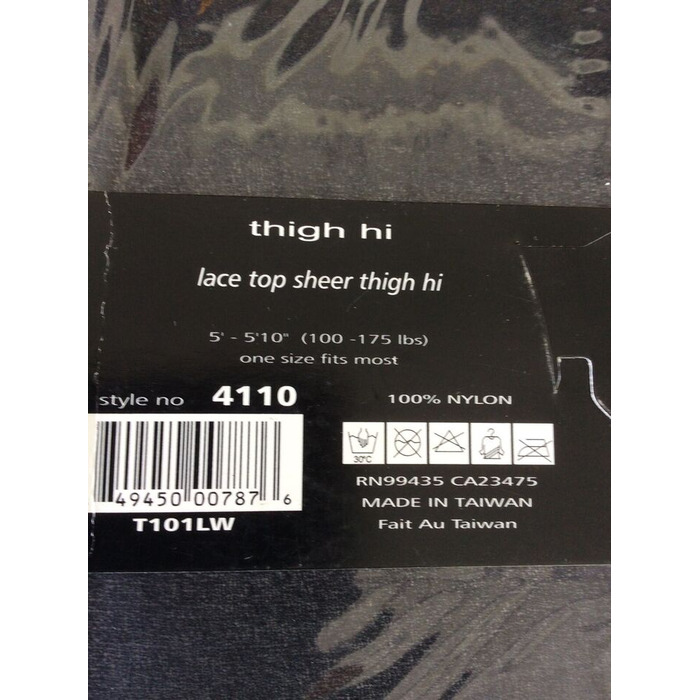 thigh hi
lace top sheer thigh hi
5' - 5'10" (100 -175 lbs)
one size fits most
style no 4110
49450 00787 6
T101LW
100% NYLON
30°C
RN99435 CA23475
MADE IN TAIWAN
Fait Au Taiwan